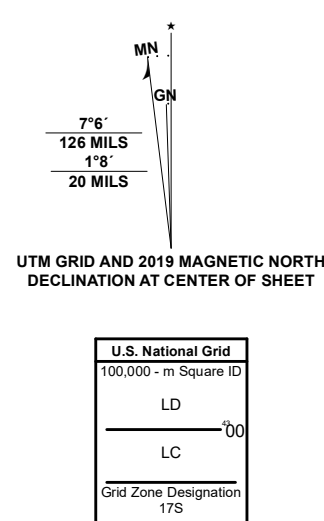 ★
MN
GN
7°6´
126 MILS
1°8´
20 MILS
UTM GRID AND 2019 MAGNETIC NORTH
DECLINATION AT CENTER OF SHEET
U.S. National Grid
100,000 - m Square ID
LD
⁴³00
LC
Grid Zone Designation
17S